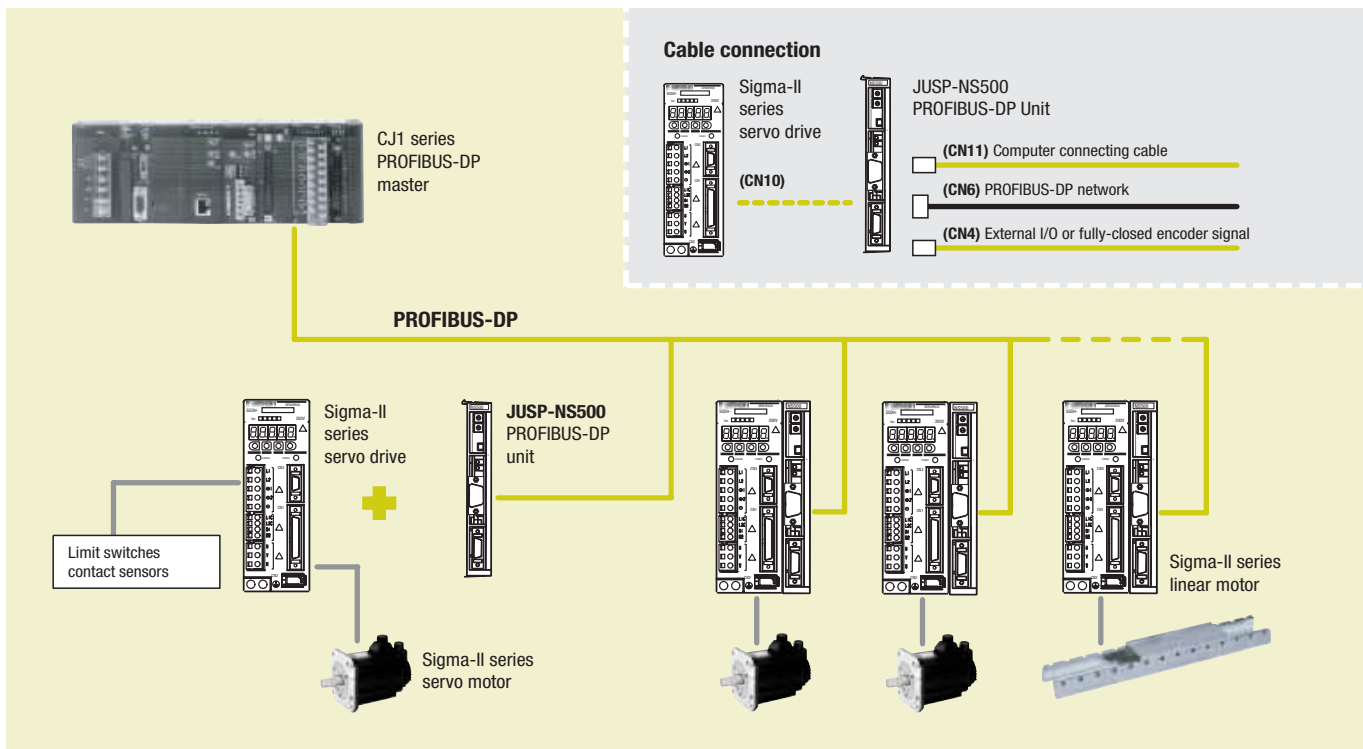 Cable connection
Sigma-II
series
servo drive
JUSP-NS500
PROFIBUS-DP Unit
(CN11) Computer connecting cable
(CN10)
(CN6) PROFIBUS-DP network
(CN4) External I/O or fully-closed encoder signal
CJ1 series
PROFIBUS-DP
master
PROFIBUS-DP
Sigma-II
series
servo drive
JUSP-NS500
PROFIBUS-DP
unit
Limit switches
contact sensors
Sigma-II series
servo motor
Sigma-II series
linear motor